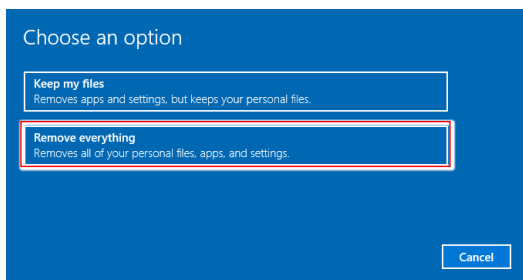 Choose an option
Keep my files
Removes apps and settings, but keeps your personal files.
Remove everything
Removes all of your personal files, apps, and settings.
Cancel